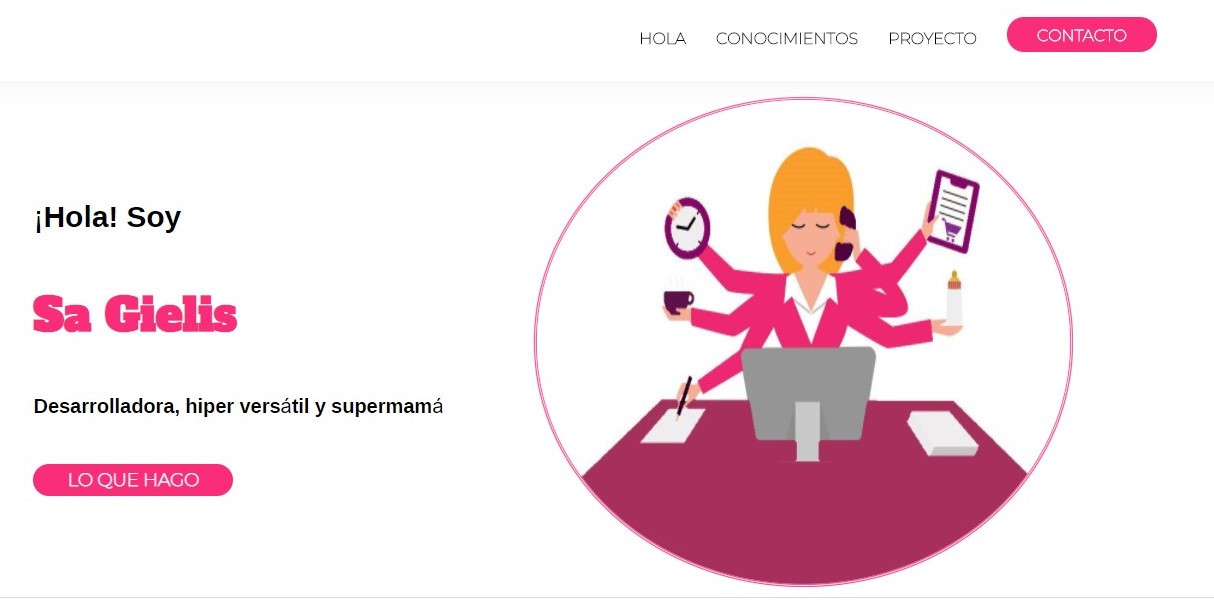 HOLA CONOCIMIENTOS PROYECTO CONTACTO
¡Hola! Soy
Sa Gielis
Desarrolladora, hiper versátil y supermamá
LO QUE HAGO